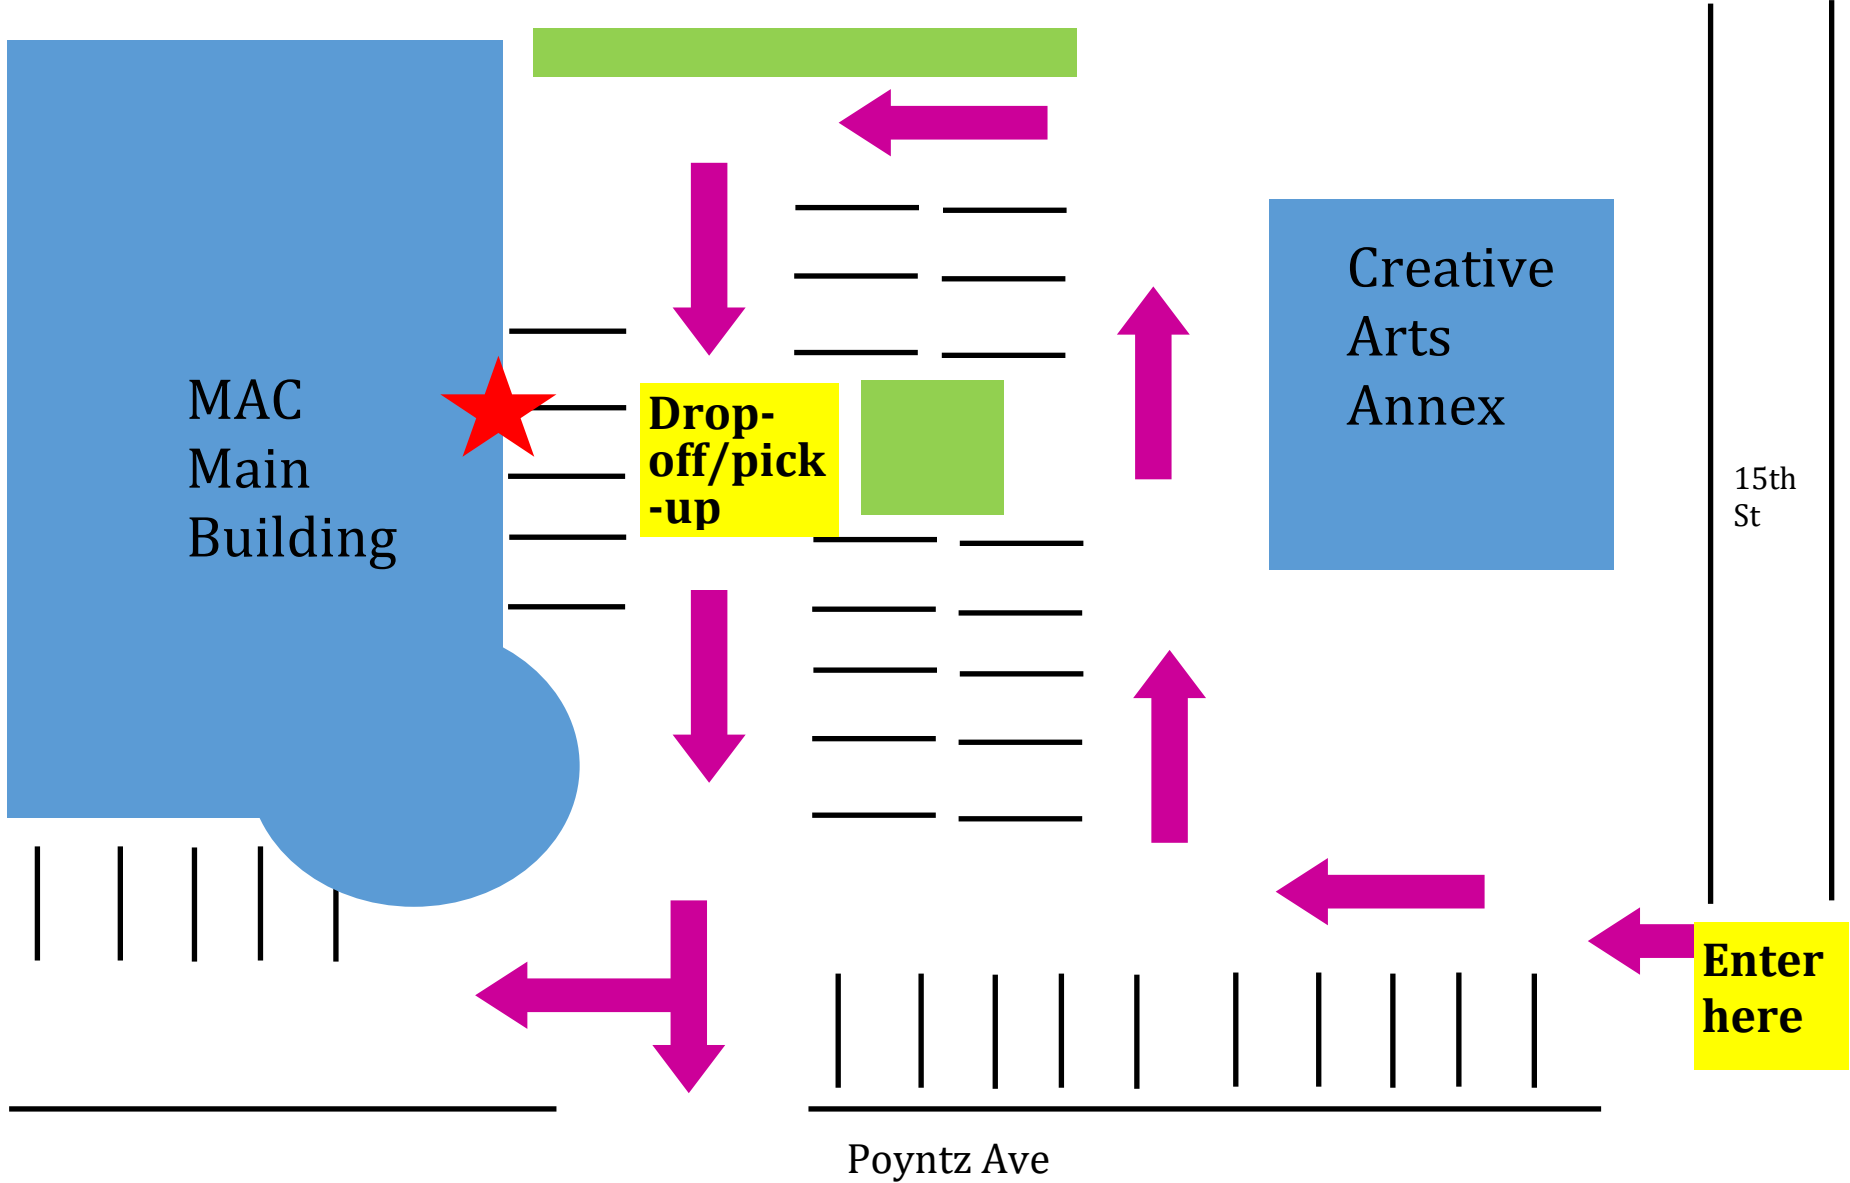 MAC
Main
Building
Drop-
off/pick
-up
Creative
Arts
Annex
15th
St
Enter
here
Poyntz Ave